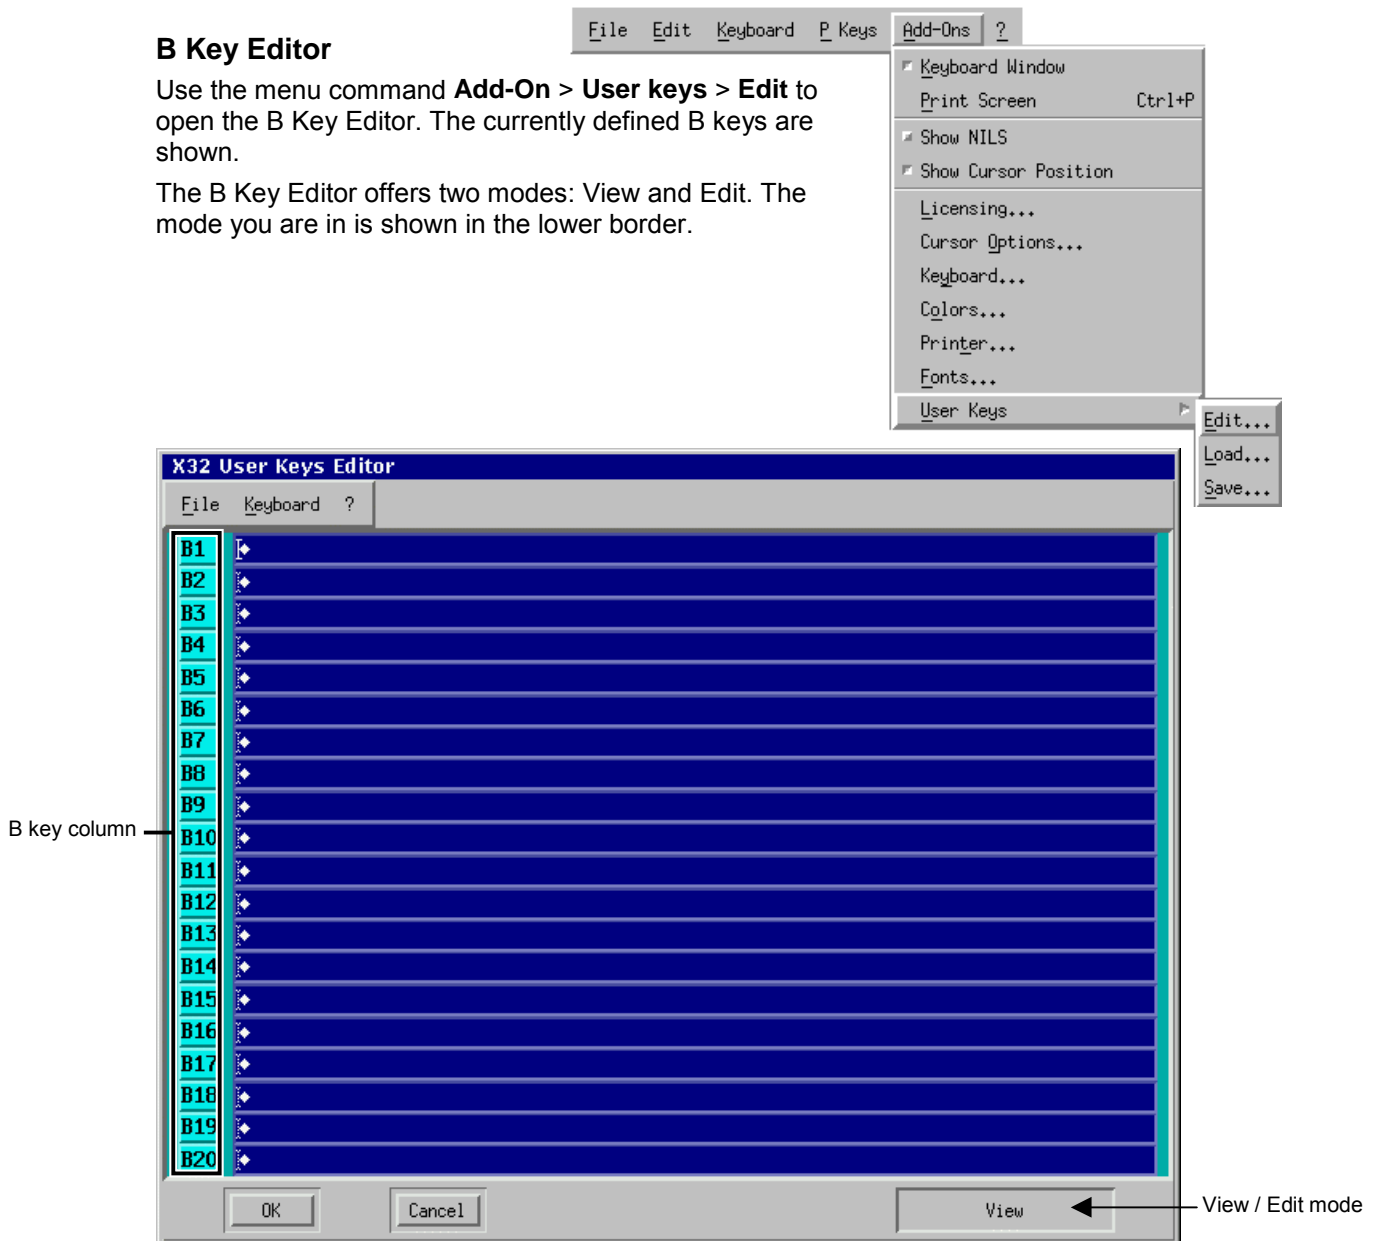 B Key Editor
Use the menu command Add-On > User keys > Edit to
open the B Key Editor. The currently defined B keys are
shown.
The B Key Editor offers two modes: View and Edit. The
mode you are in is shown in the lower border.
File Edit Keyboard P Keys Add-Ons ?
Keyboard Window
Print Screen Ctrl+P
Show NILS
Show Cursor Position
Licensing...
Cursor Options...
Keyboard...
Colors...
Printer...
Fonts...
User Keys
Edit...
Load...
Save...
X32 User Keys Editor
File Keyboard ?
B1
B2
B3
B4
B5
B6
B7
B8
B9
B10
B11
B12
B13
B14
B15
B16
B17
B18
B19
B20
B key column
OK Cancel View
View / Edit mode